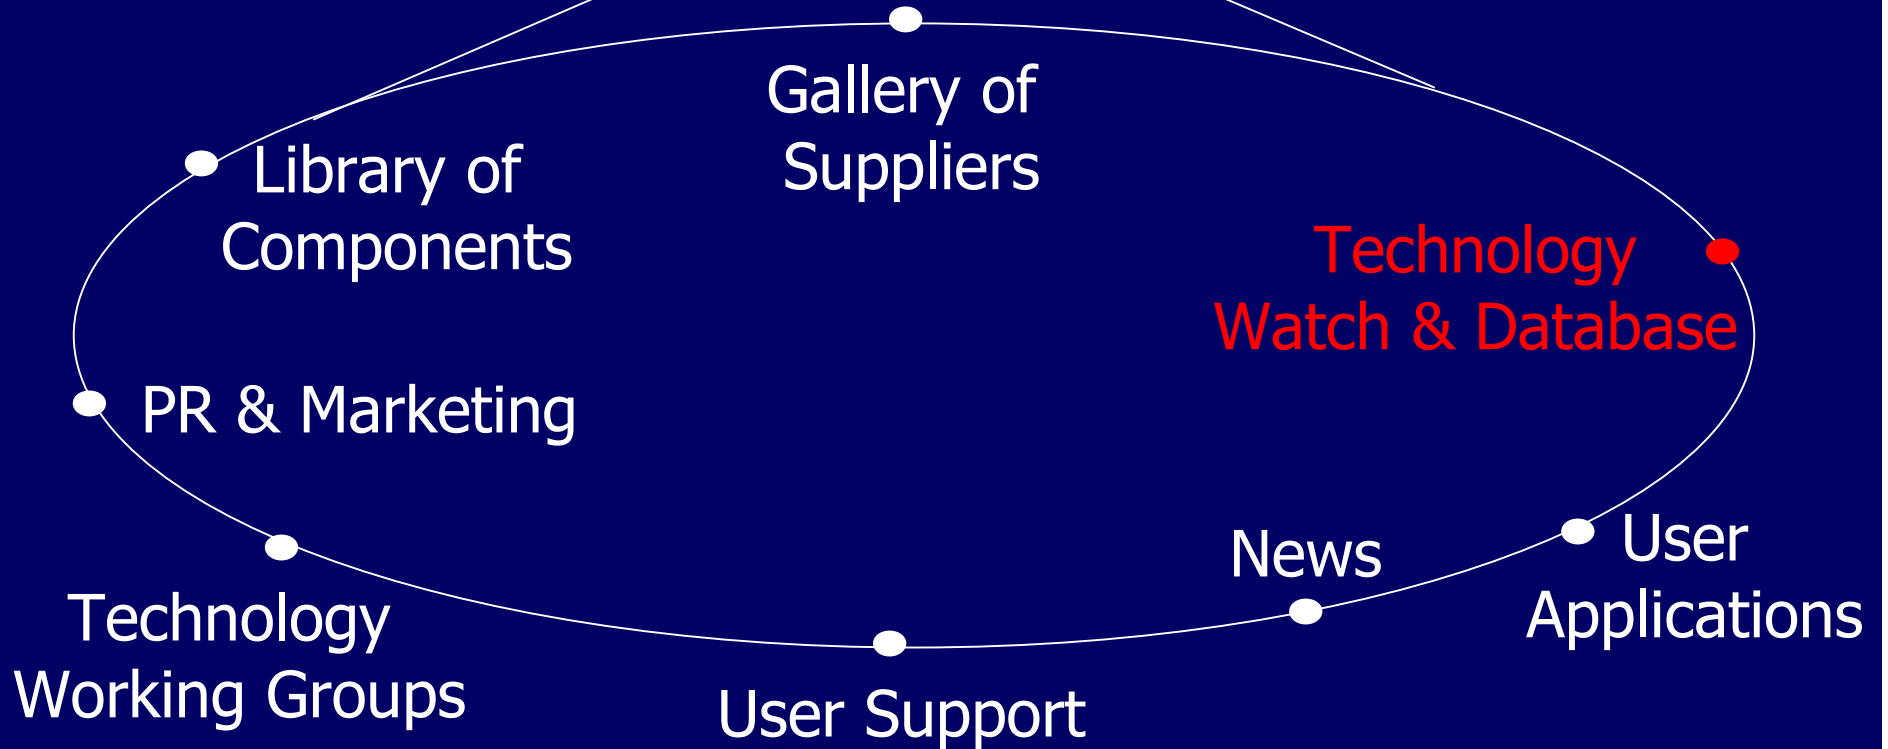 Gallery of
Suppliers
Library of
Components
Technology
Watch & Database
PR & Marketing
News
User
Applications
Technology
Working Groups
User Support